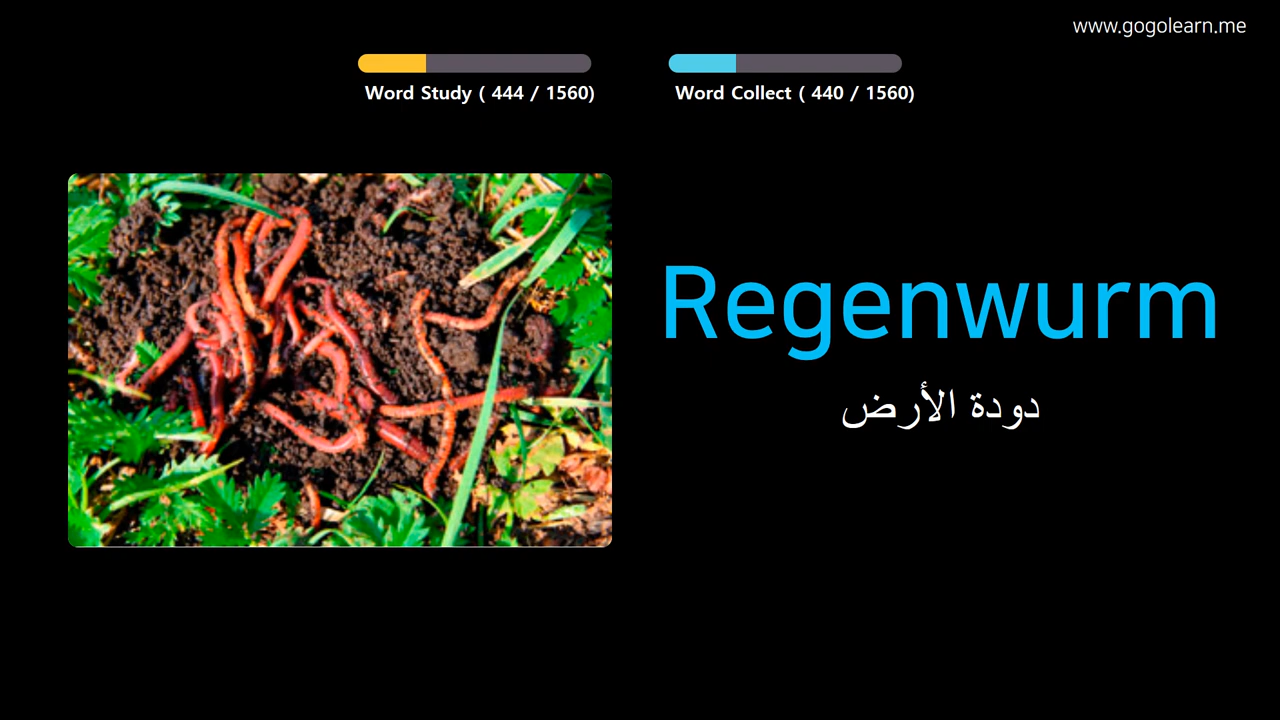 www.gogolearn.me
Word Study ( 444 / 1560)
Word Collect ( 440 / 1560)
Regenwurm
دودة الأرض